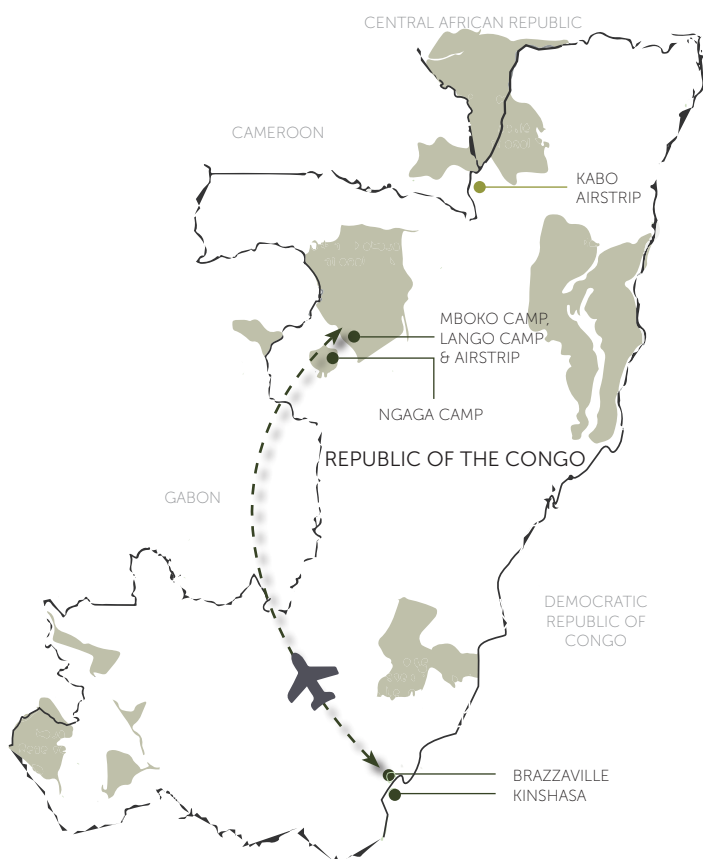 CENTRAL AFRICAN REPUBLIC
CAMEROON
KABO
AIRSTRIP
MBOKO CAMP,
LANGO CAMP
& AIRSTRIP
NGAGA CAMP
REPUBLIC OF THE CONGO
GABON
DEMOCRATIC
REPUBLIC OF
CONGO
BRAZZAVILLE
KINSHASA